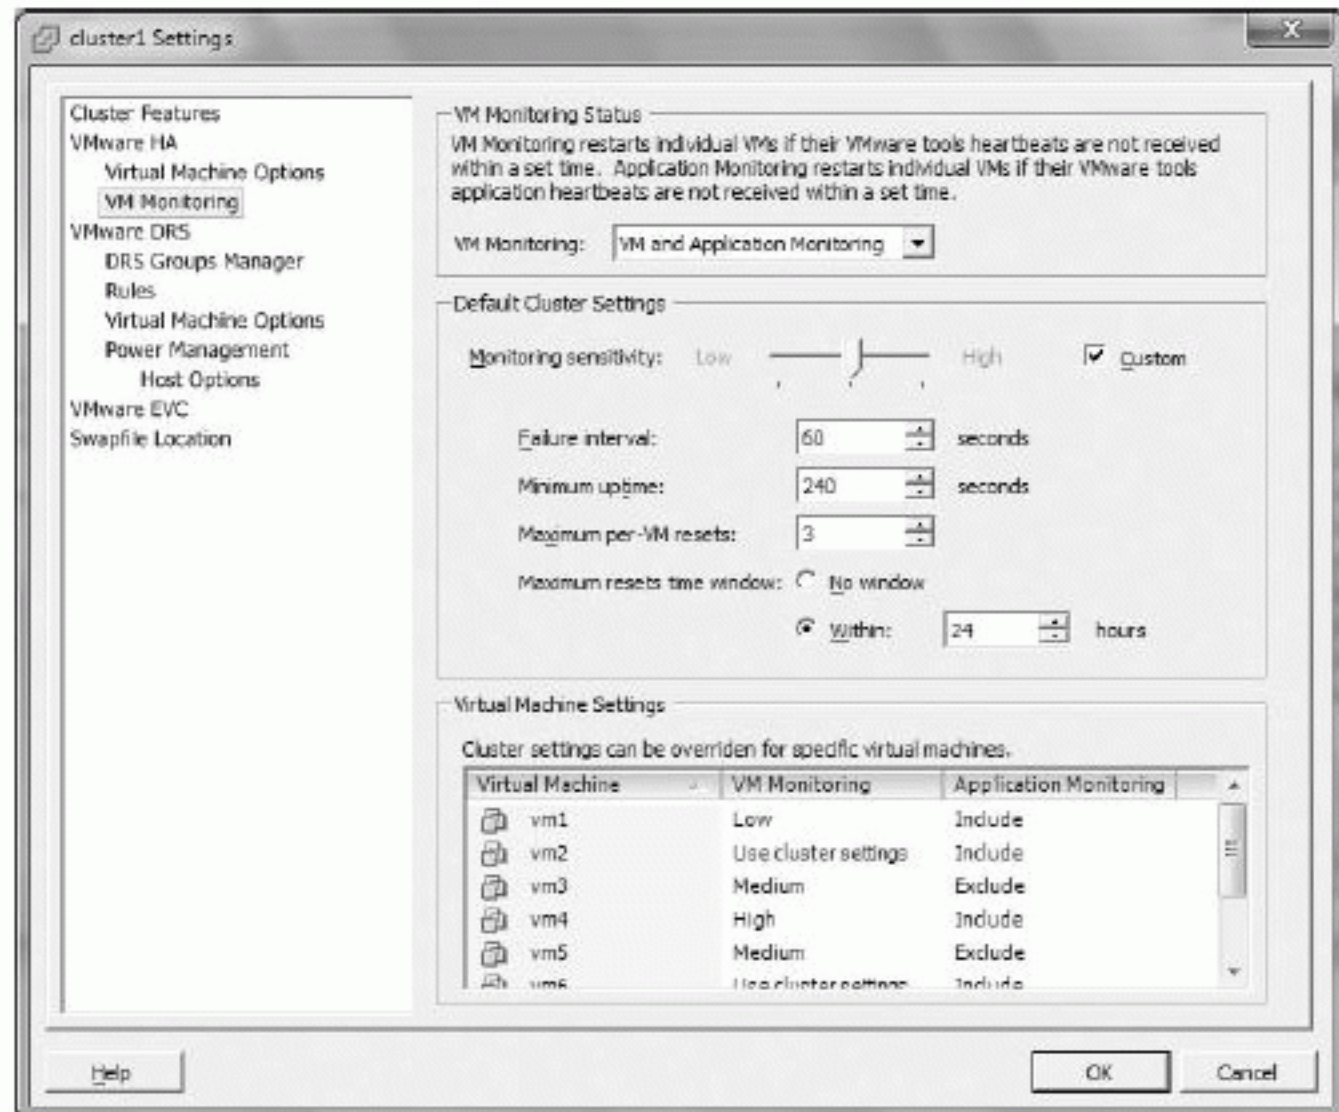 cluster1 Settings
Cluster Features
VMware HA
Virtual Machine Options
VM Monitoring
VMware DRS
DRS Groups Manager
Rules
Virtual Machine Options
Power Management
Host Options
VMware EVC
Swapfile Location
VM Monitoring Status
VM Monitoring restarts individual VMs if their VMware tools heartbeats are not received
within a set time. Application Monitoring restarts individual VMs if their VMware tools
application heartbeats are not received within a set time.
VM Monitoring: VM and Application Monitoring
Default Cluster Settings
Monitoring sensitivity: Low High Custom
Failure interval: 60 seconds
Minimum uptime: 240 seconds
Maximum per-VM resets: 3
Maximum resets time window: No window
Within: 24 hours
Virtual Machine Settings
Cluster settings can be overriden for specific virtual machines.
Virtual Machine VM Monitoring Application Monitoring
vm1 Low Include
vm2 Use cluster settings Include
vm3 Medium Exclude
vm4 High Include
vm5 Medium Exclude
vm6 Use cluster settings Include
Help OK Cancel